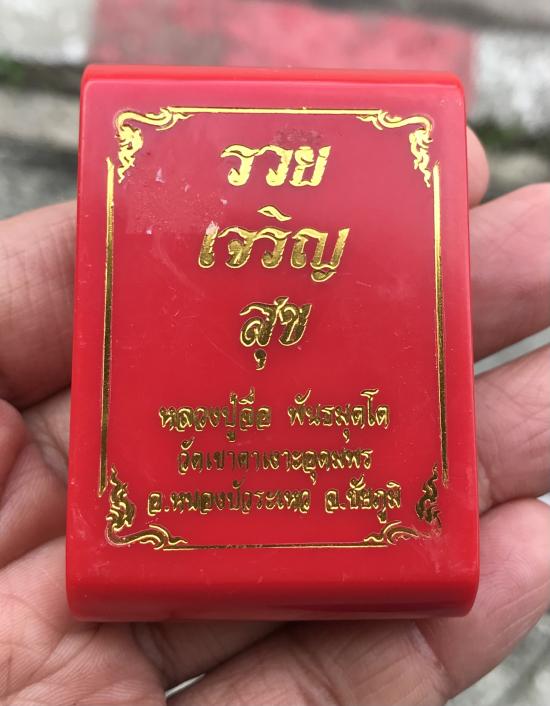 รวย
เจริญ
สุข
หลวงปู่ฮือ พันธมุตโต
วัดเขาตาเงาะอุดมพร
อ.หนองบัวระเหว จ.ชัยภูมิ